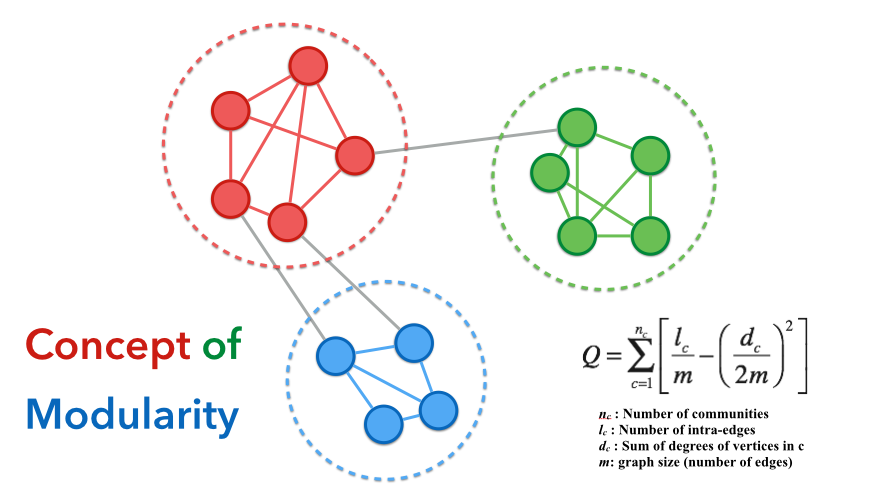 Concept of
Modularity
Q = \sum_{c=1}^{n_c} \left[ \frac{l_c}{m} - \left( \frac{d_c}{2m} \right)^2 \right]
n_c : Number of communities
l_c : Number of intra-edges
d_c : Sum of degrees of vertices in c
m: graph size (number of edges)